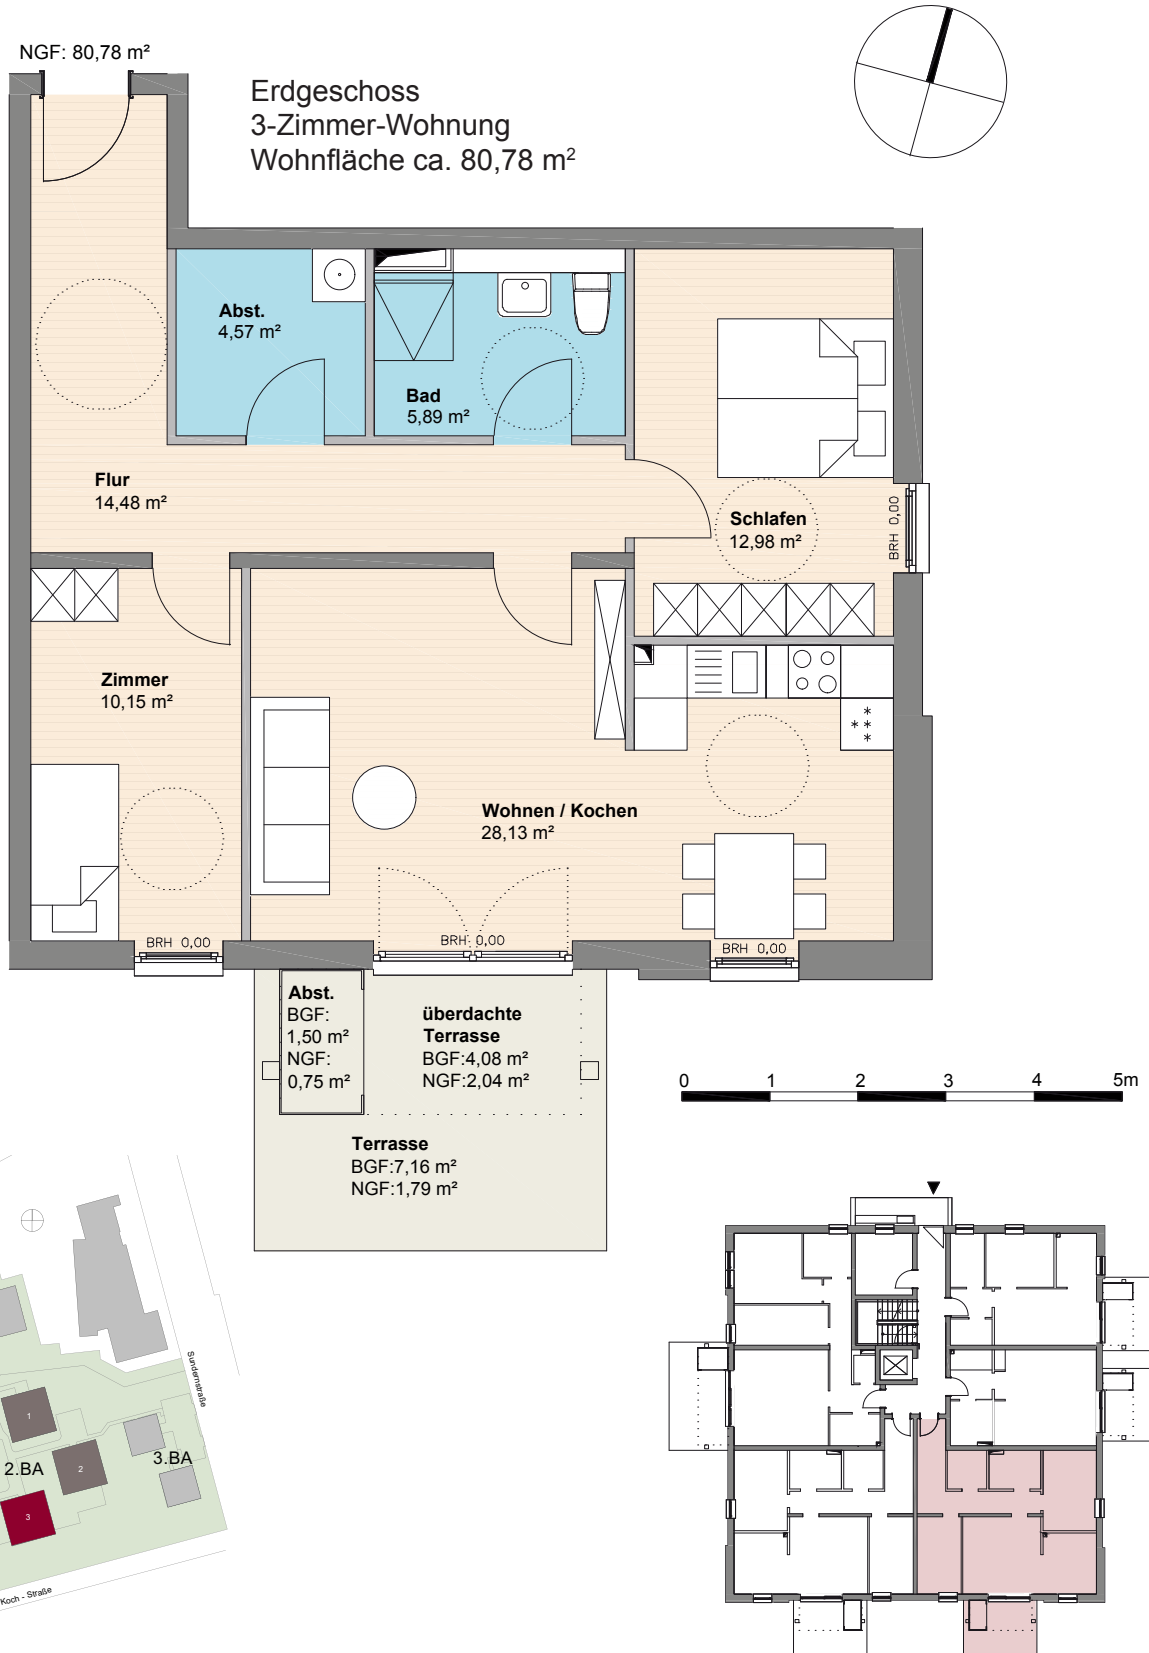 NGF: 80,78 m²
Erdgeschoss
3-Zimmer-Wohnung
Wohnfläche ca. 80,78 m²
Abst.
4,57 m²
Bad
5,89 m²
Flur
14,48 m²
Schlafen
12,98 m²
BRH 0,00
Zimmer
10,15 m²
Wohnen / Kochen
28,13 m²
BRH 0,00
BRH 0,00
BRH 0,00
Abst.
BGF:
1,50 m²
NGF:
0,75 m²
überdachte
Terrasse
BGF:4,08 m²
NGF:2,04 m²
Terrasse
BGF:7,16 m²
NGF:1,79 m²
0 1 2 3 4 5m
Sundernstraße
1
2.BA
2
3.BA
3
Koch - Straße